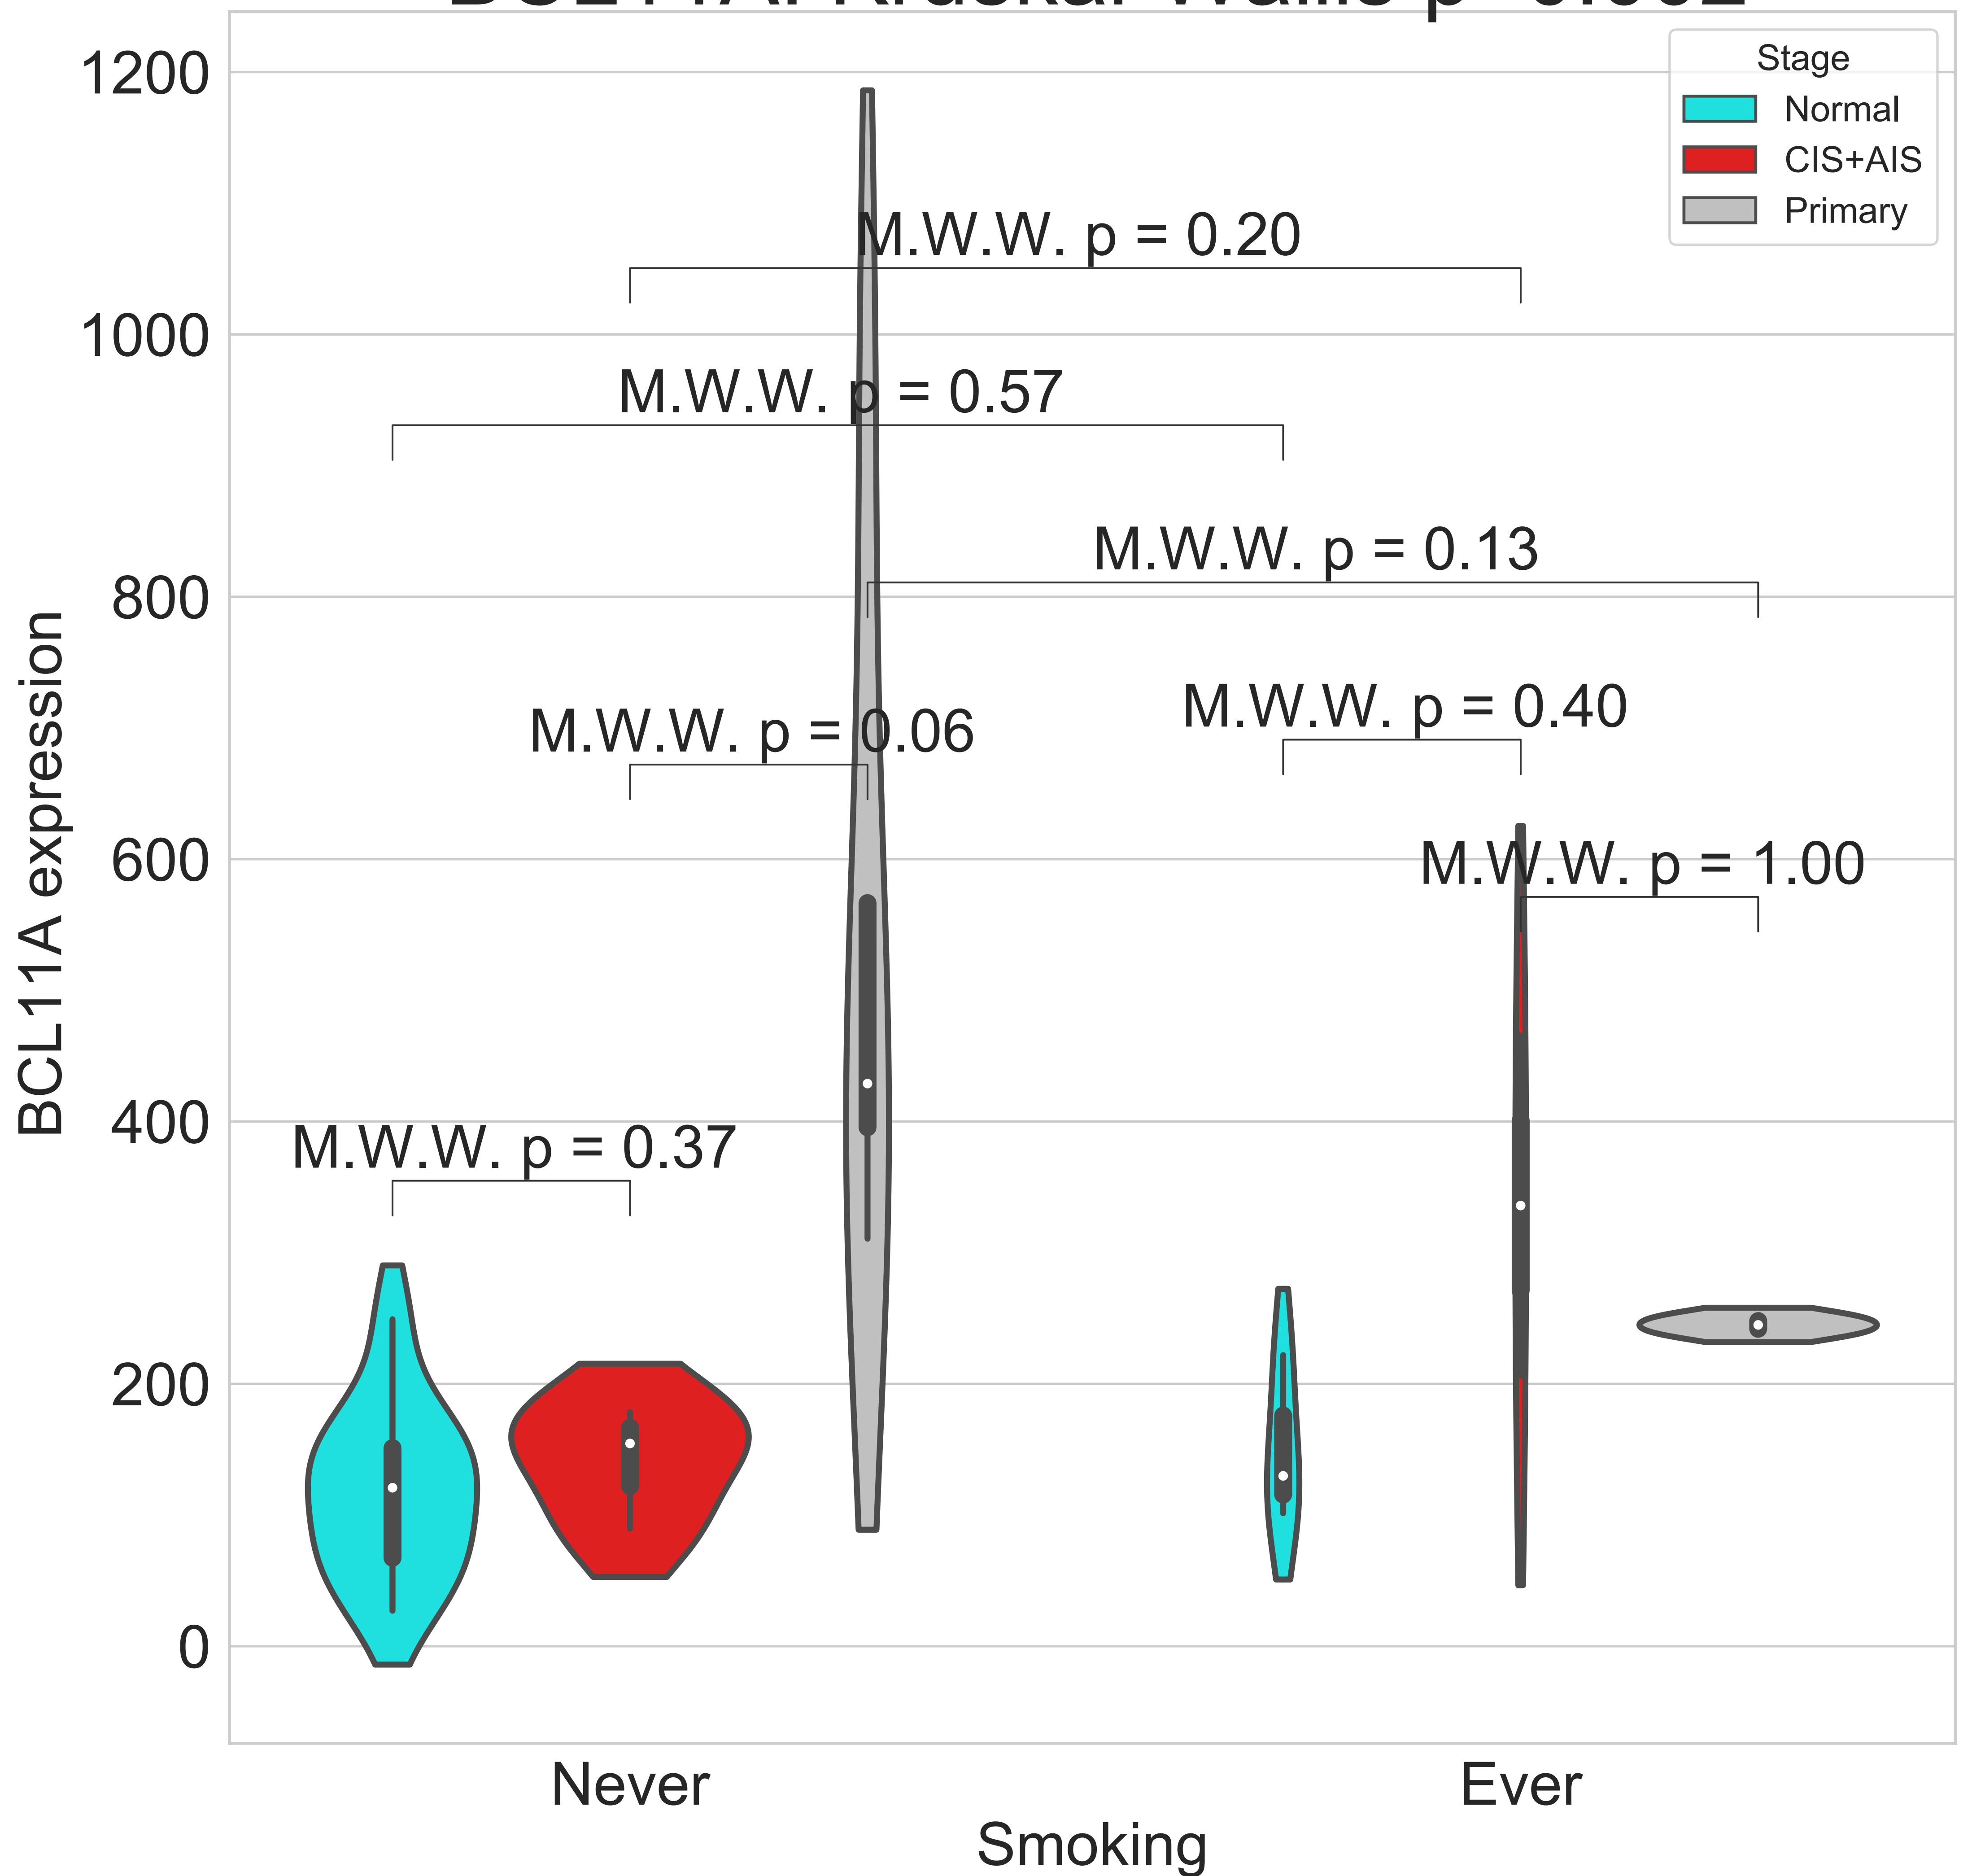 1200
1000
800
600
400
200
0
BCL11A expression
Stage
Normal
CIS+AIS
Primary
M.W.W. p = 0.20
M.W.W. p = 0.57
M.W.W. p = 0.13
M.W.W. p = 0.06
M.W.W. p = 0.40
M.W.W. p = 1.00
M.W.W. p = 0.37
Never
Ever
Smoking